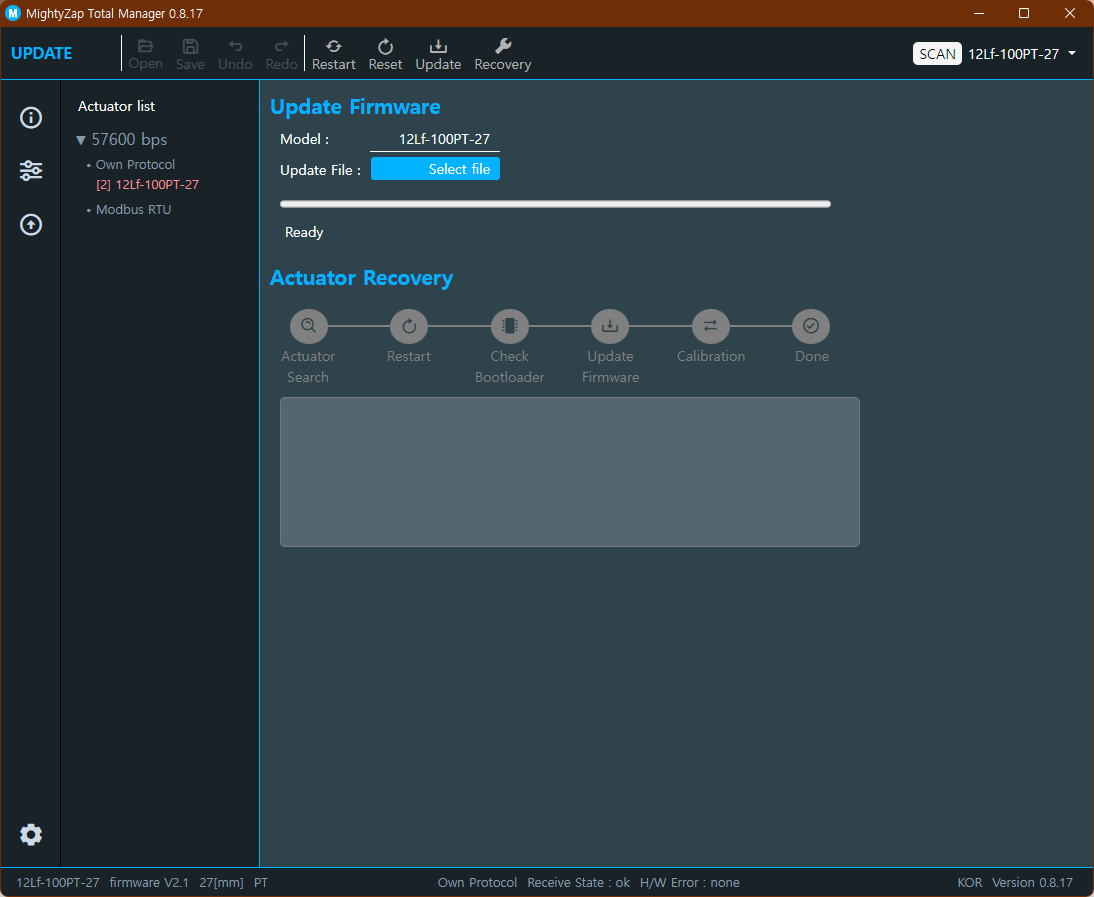 M MightyZap Total Manager 0.8.17
UPDATE Open Save Undo Redo Restart Reset Update Recovery SCAN 12Lf-100PT-27
Actuator list
▼ 57600 bps
• Own Protocol
[2] 12Lf-100PT-27
• Modbus RTU
Update Firmware
Model : 12Lf-100PT-27
Update File : Select file
Ready
Actuator Recovery
Actuator Search
Restart
Check Bootloader
Update Firmware
Calibration
Done
12Lf-100PT-27 firmware V2.1 27[mm] PT Own Protocol Receive State : ok H/W Error : none KOR Version 0.8.17